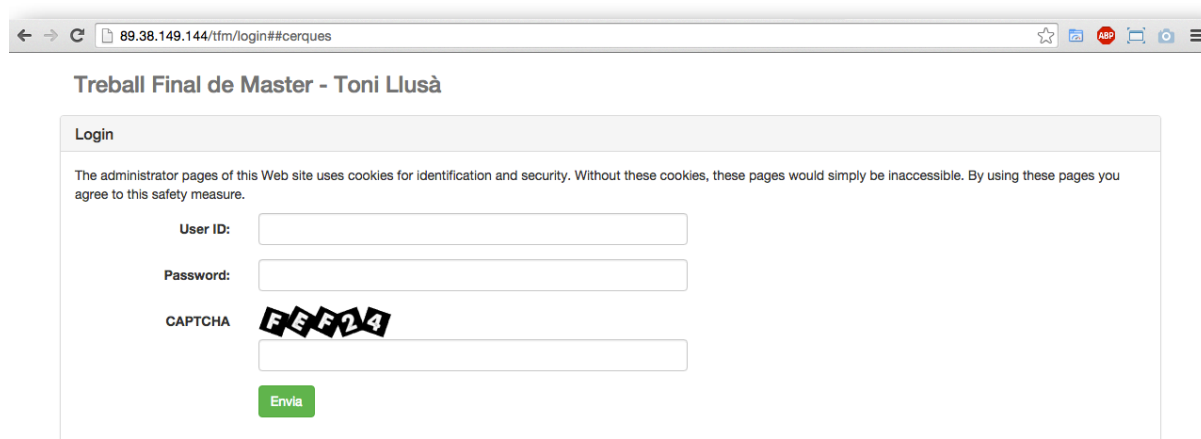 89.38.149.144/tfm/login##cerques
ABP
Treball Final de Master - Toni Llusà
Login
The administrator pages of this Web site uses cookies for identification and security. Without these cookies, these pages would simply be inaccessible. By using these pages you
agree to this safety measure.
User ID:
Password:
CAPTCHA FEF24
Envia